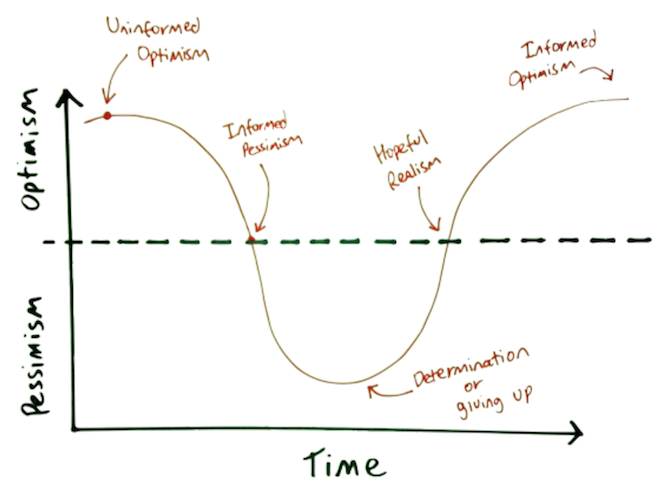 Uninformed
Optimism
Informed
Optimism
Informed
Pessimism
Hopeful
Realism
Optimism
Pessimism
Determination
or
giving up
Time